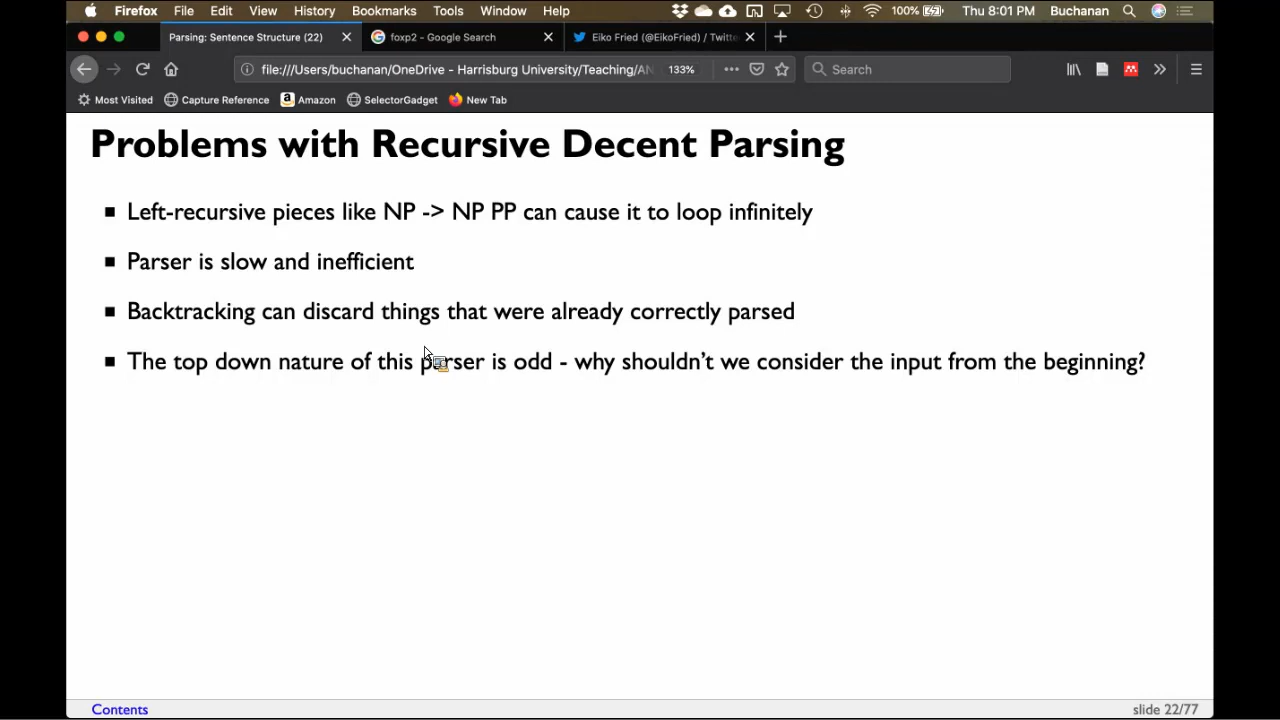 Firefox File Edit View History Bookmarks Tools Window Help 100% Thu 8:01 PM Buchanan
Parsing: Sentence Structure (22) foxp2 - Google Search Eiko Fried (@EikoFried) / Twitte
file:///Users/buchanan/OneDrive - Harrisburg University/Teaching/AN 133% Search
Most Visited Capture Reference Amazon SelectorGadget New Tab
Problems with Recursive Decent Parsing
Left-recursive pieces like NP -> NP PP can cause it to loop infinitely
Parser is slow and inefficient
Backtracking can discard things that were already correctly parsed
The top down nature of this parser is odd - why shouldn't we consider the input from the beginning?
Contents slide 22/77